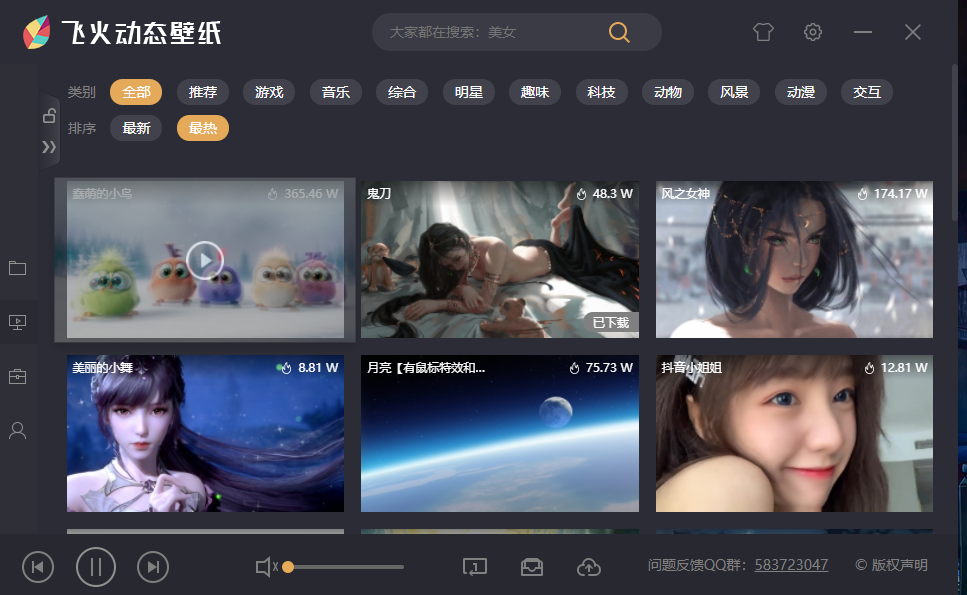 飞火动态壁纸
大家都在搜索：美女
类别 全部 推荐 游戏 音乐 综合 明星 趣味 科技 动物 风景 动漫 交互
排序 最新 最热
蠢萌的小鸟 365.46 W
鬼刀 48.3 W
已下载
风之女神 174.17 W
美丽的小舞 8.81 W
月亮【有鼠标特效和... 75.73 W
抖音小姐姐 12.81 W
1
问题反馈QQ群：583723047 © 版权声明